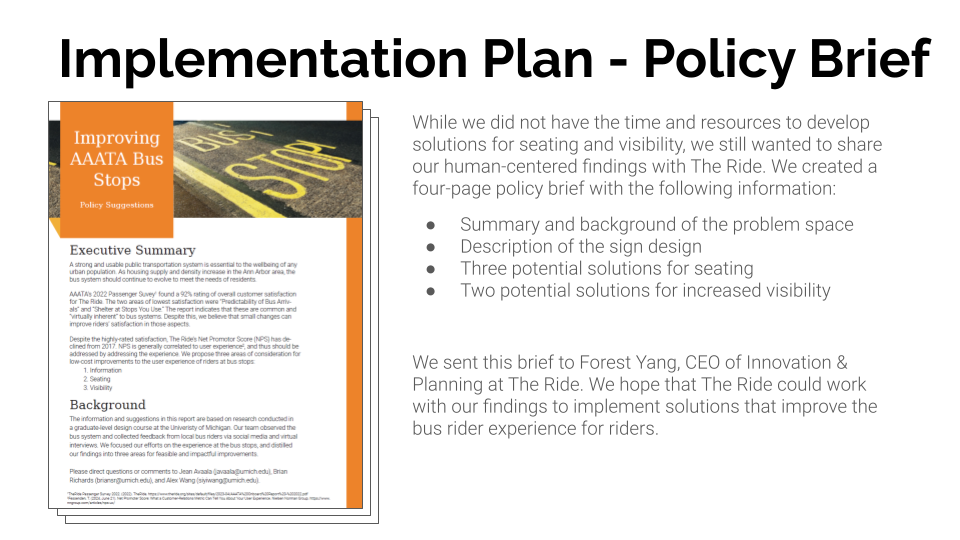 Implementation Plan - Policy Brief
Improving
AAATA Bus
Stops
Policy Suggestions
BUS
STOP!
Executive Summary
A strong and usable public transportation system is essential to the wellbeing of any
urban population. As housing supply and density increase in the Ann Arbor area, the
bus system should continue to evolve to meet the needs of residents.
AAATA's 2022 Passenger Suvey¹ found a 92% rating of overall customer satisfaction
for The Ride. The two areas of lowest satisfaction were "Predictability of Bus Arriv-
als" and "Shelter at Stops You Use." The report indicates that these are common and
"virtually inherent" to bus systems. Despite this, we believe that small changes can
improve riders' satisfaction in those aspects.
Despite the highly-rated satisfaction, The Ride's Net Promotor Score (NPS) has de-
clined from 2017. NPS is generally correlated to user experience², and thus should be
addressed by addressing the experience. We propose three areas of consideration for
low-cost improvements to the user experience of riders at bus stops:
1. Information
2. Seating
3. Visibility
Background
The information and suggestions in this report are based on research conducted in
a graduate-level design course at the Univeristy of Michigan. Our team observed the
bus system and collected feedback from local bus riders via social media and virtual
interviews. We focused our efforts on the experience at the bus stops, and distilled
our findings into three areas for feasible and impactful improvements.
Please direct questions or comments to Jean Avaala (javaala@umich.edu), Brian
Richards (briansr@umich.edu), and Alex Wang (siyiwang@umich.edu).
While we did not have the time and resources to develop
solutions for seating and visibility, we still wanted to share
our human-centered findings with The Ride. We created a
four-page policy brief with the following information:
● Summary and background of the problem space
● Description of the sign design
● Three potential solutions for seating
● Two potential solutions for increased visibility
We sent this brief to Forest Yang, CEO of Innovation &
Planning at The Ride. We hope that The Ride could work
with our findings to implement solutions that improve the
bus rider experience for riders.